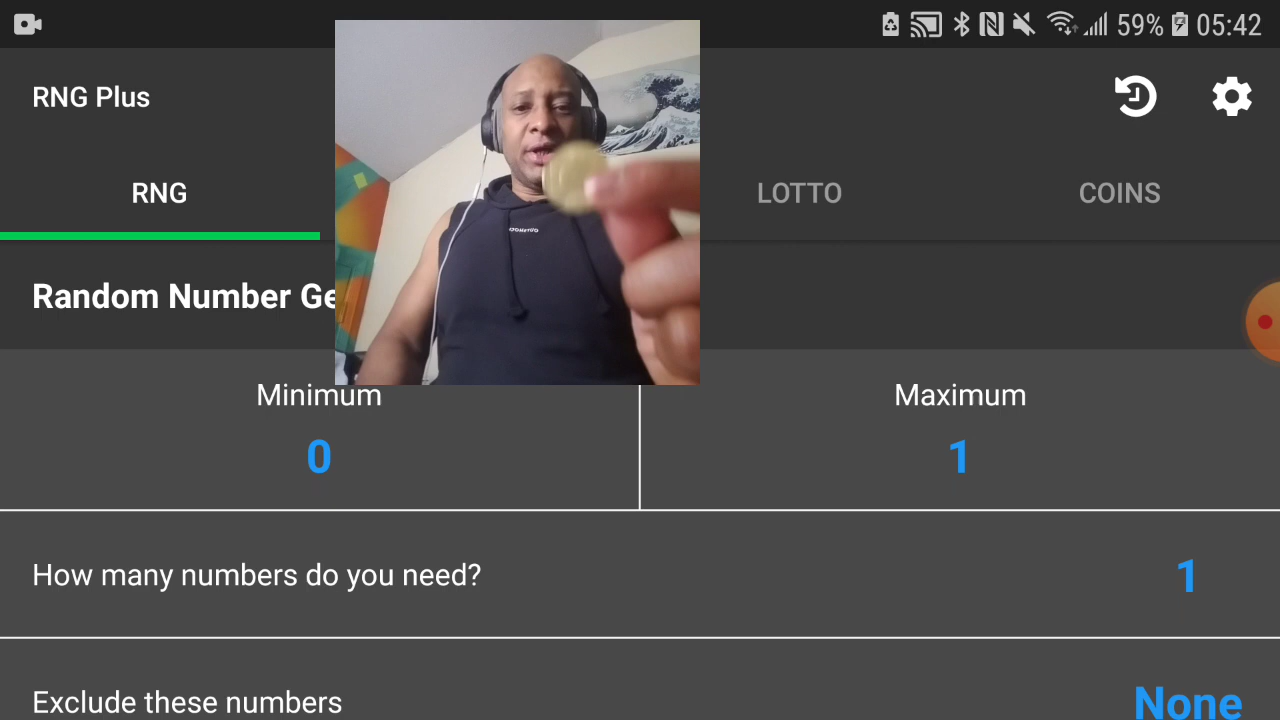 59% 05:42
RNG Plus
RNG
LOTTO
COINS
Random Number Ge
Minimum
Maximum
0
1
How many numbers do you need?
1
Exclude these numbers
None